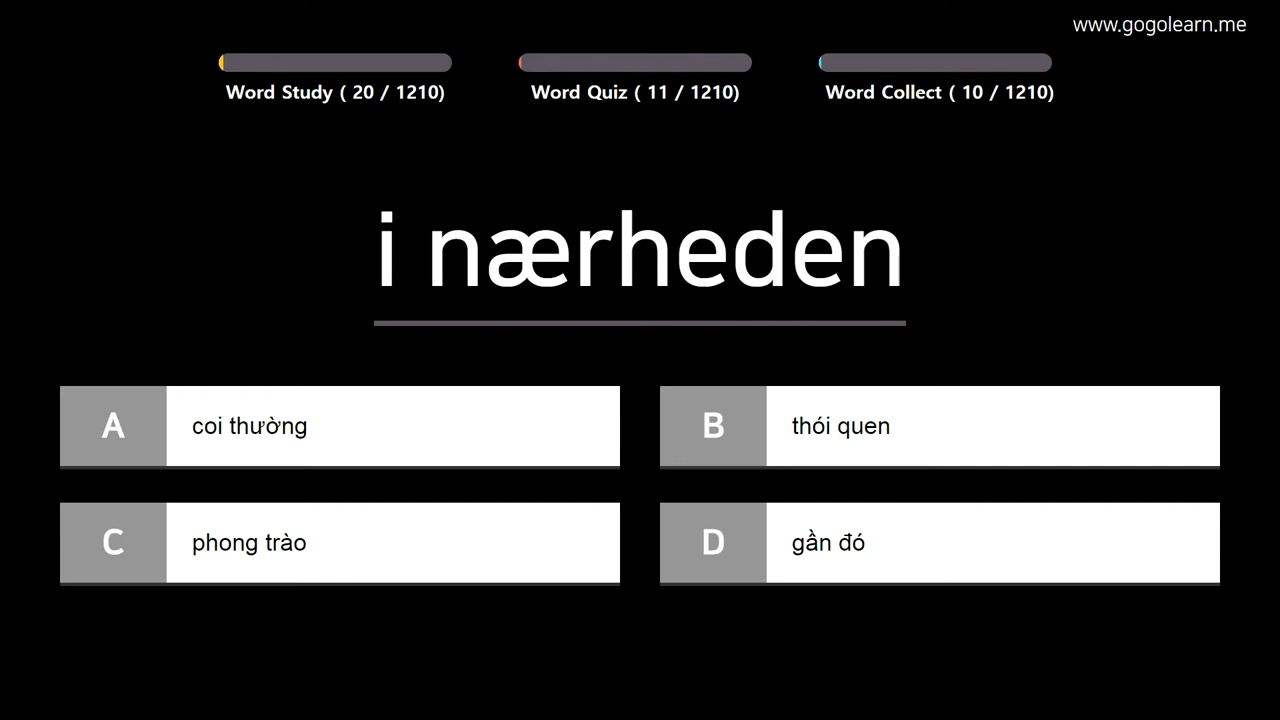 www.gogolearn.me
Word Study ( 20 / 1210)
Word Quiz ( 11 / 1210)
Word Collect ( 10 / 1210)
i nærheden
A
coi thường
B
thói quen
C
phong trào
D
gần đó